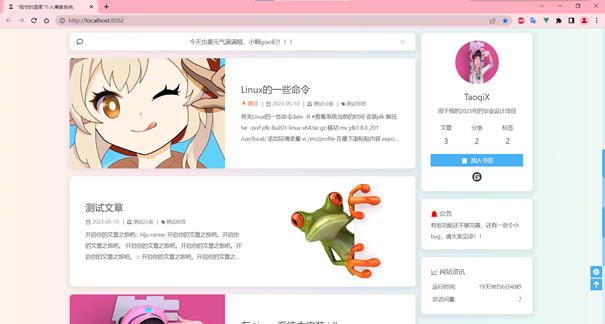 "细节的温柔"个人博客系统
http://localhost:8082
今天也要元气满满哦，小啊giao们！！！
Linux的一些命令
置顶 | 2023-05-10 | 测试分类 | 测试标签
有关Linux的一些命令date -R #查看系统当前的时间 安装jdk 解压
tar -zxvf jdk-8u201-linux-x64.tar.gz 移动 mv jdk1.8.0_201
/usr/local/ 添加环境变量 vi /etc/profile 在最下面粘贴内容 expo...
测试文章
2023-05-15 | 测试分类 | 测试标签
开启你的文章之旅吧::: hljs-center 开启你的文章之旅吧。开启你
的文章之旅吧。开启你的文章之旅吧。开启你的文章之旅吧。开
启你的文章之旅吧。 ::: 开启你的文章之旅吧。开启你的文章之...
TaoqiX
用于我的2023年的毕业设计项目
文章 分类 标签
3 2 2
加入书签
公告
有些功能还不够完善，还有一些个小
bug，请大家见谅！！
网站资讯
运行时间: 19天9时56分48秒
总访问量: 7